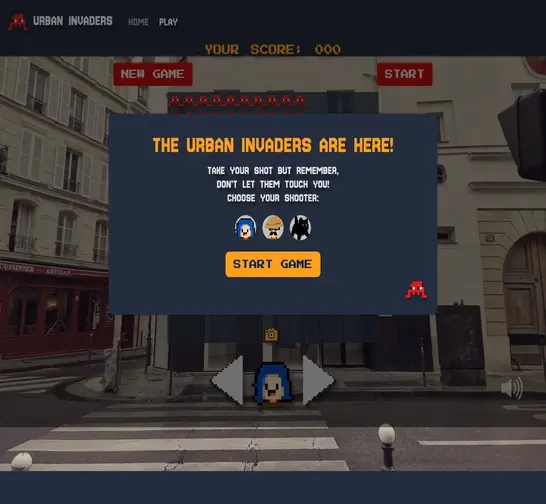 URBAN INVADERS HOME PLAY
YOUR SCORE: 000
NEW GAME START
THE URBAN INVADERS ARE HERE!
TAKE YOUR SHOT BUT REMEMBER,
DON'T LET THEM TOUCH YOU!
CHOOSE YOUR SHOOTER:
START GAME
CUISINIER ARTISAN